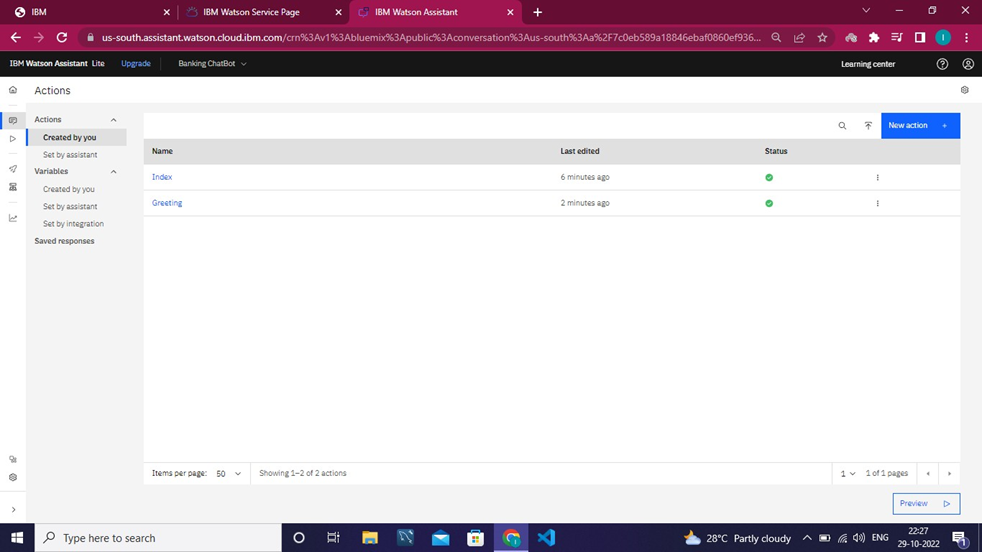 IBM
IBM Watson Service Page
IBM Watson Assistant
us-south.assistant.watson.cloud.ibm.com/crn%3Av1%3Abluemix%3Apublic%3Aconversation%3Aus-south%3Aa%2F7c0eb589a18846ebaf0860ef936...
I
IBM Watson Assistant Lite
Upgrade
Banking ChatBot
Learning center
Actions
Actions
Created by you
Set by assistant
Variables
Created by you
Set by assistant
Set by integration
Saved responses
New action +
Name Last edited Status
Index 6 minutes ago
Greeting 2 minutes ago
Items per page: 50
Showing 1–2 of 2 actions
1
1 of 1 pages
Preview
Type here to search
28°C Partly cloudy
ENG
22:27
29-10-2022
1